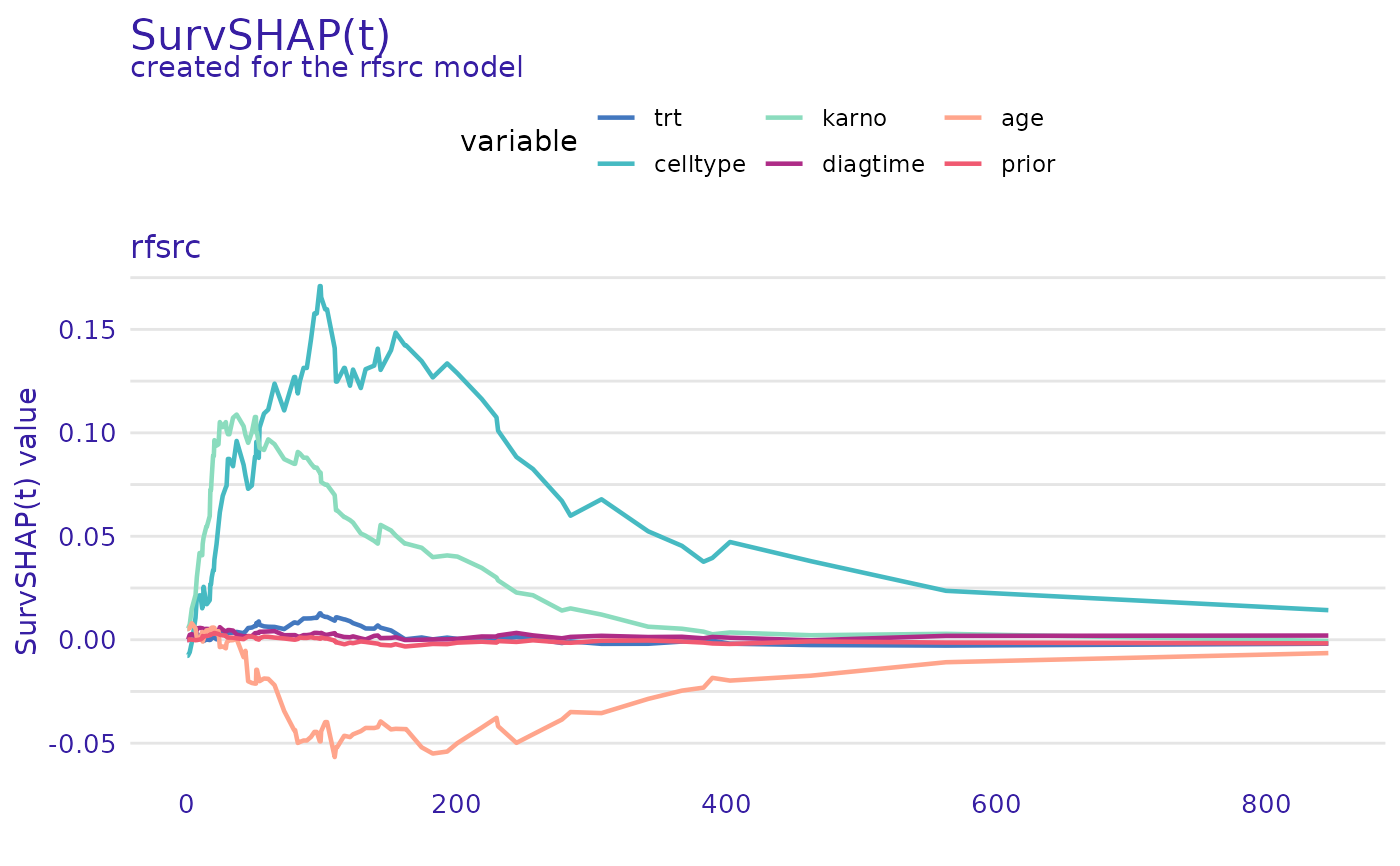 SurvSHAP(t)
created for the rfsrc model
variable
trt
karno
age
celltype
diagtime
prior
rfsrc
SurvSHAP(t) value
0.15
0.10
0.05
0.00
-0.05
0
200
400
600
800